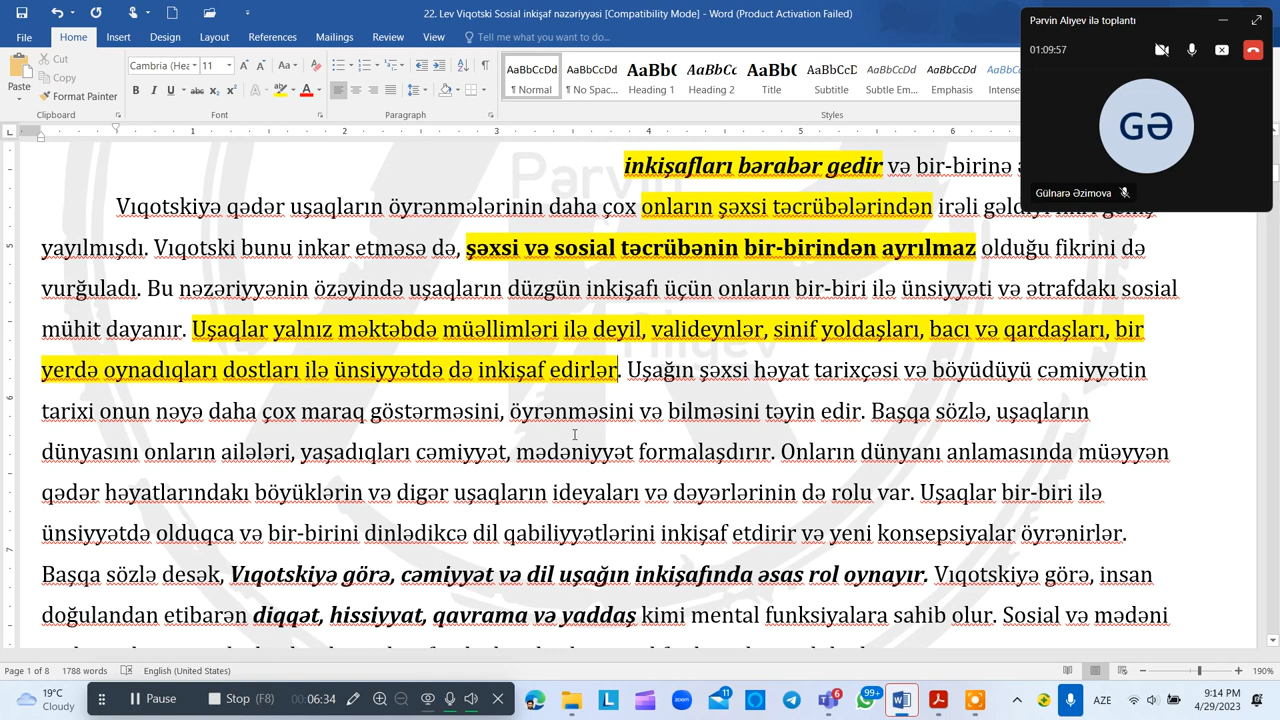 22. Lev Viqotski Sosial inkişaf nəzəriyyəsi [Compatibility Mode] - Word (Product Activation Failed)
Pərvin Alıyev ilə toplantı
File Home Insert Design Layout References Mailings Review View Tell me what you want to do...
01:09:57
Cut
Copy
Format Painter
Paste
Clipboard
Cambria (Hea 11
Font
Paragraph
AaBbCcDd AaBbCcDd AaBb( AaBbCc AaBb( AaBbCcD AaBbCcDd AaBbCcDd
¶ Normal ¶ No Spac... Heading 1 Heading 2 Title Subtitle Subtle Em... Emphasis Intense
Styles
GƏ
Gülnarə Əzimova
inkişafları bərabər gedir və bir-birinə
Vıqotskiyə qədər uşaqların öyrənmələrinin daha çox onların şəxsi təcrübələrindən irəli
yayılmışdı. Vıqotski bunu inkar etməsə də, şəxsi və sosial təcrübənin bir-birindən ayrılmaz olduğu fikrini də
vurğuladı. Bu nəzəriyyənin özəyində uşaqların düzgün inkişafı üçün onların bir-biri ilə ünsiyyəti və ətrafdakı sosial
mühit dayanır. Uşaqlar yalnız məktəbdə müəllimləri ilə deyil, valideynlər, sinif yoldaşları, bacı və qardaşları, bir
yerdə oynadıqları dostları ilə ünsiyyətdə də inkişaf edirlər. Uşağın şəxsi həyat tarixçəsi və böyüdüyü cəmiyyətin
tarixi onun nəyə daha çox maraq göstərməsini, öyrənməsini və bilməsini təyin edir. Başqa sözlə, uşaqların
dünyasını onların ailələri, yaşadıqları cəmiyyət, mədəniyyət formalaşdırır. Onların dünyanı anlamasında müəyyən
qədər həyatlarındakı böyüklərin və digər uşaqların ideyaları və dəyərlərinin də rolu var. Uşaqlar bir-biri ilə
ünsiyyətdə olduqca və bir-birini dinlədikcə dil qabiliyyətlərini inkişaf etdirir və yeni konsepsiyalar öyrənirlər.
Başqa sözlə desək, Vıqotskiyə görə, cəmiyyət və dil uşağın inkişafında əsas rol oynayır. Vıqotskiyə görə, insan
doğulandan etibarən diqqət, hissiyyat, qavrama və yaddaş kimi mental funksiyalara sahib olur. Sosial və mədəni
Page 1 of 8 1788 words English (United States) 190%
19°C
Cloudy
Pause Stop (F8) 00:06:34
11 6 99+
AZE
9:14 PM
4/29/2023